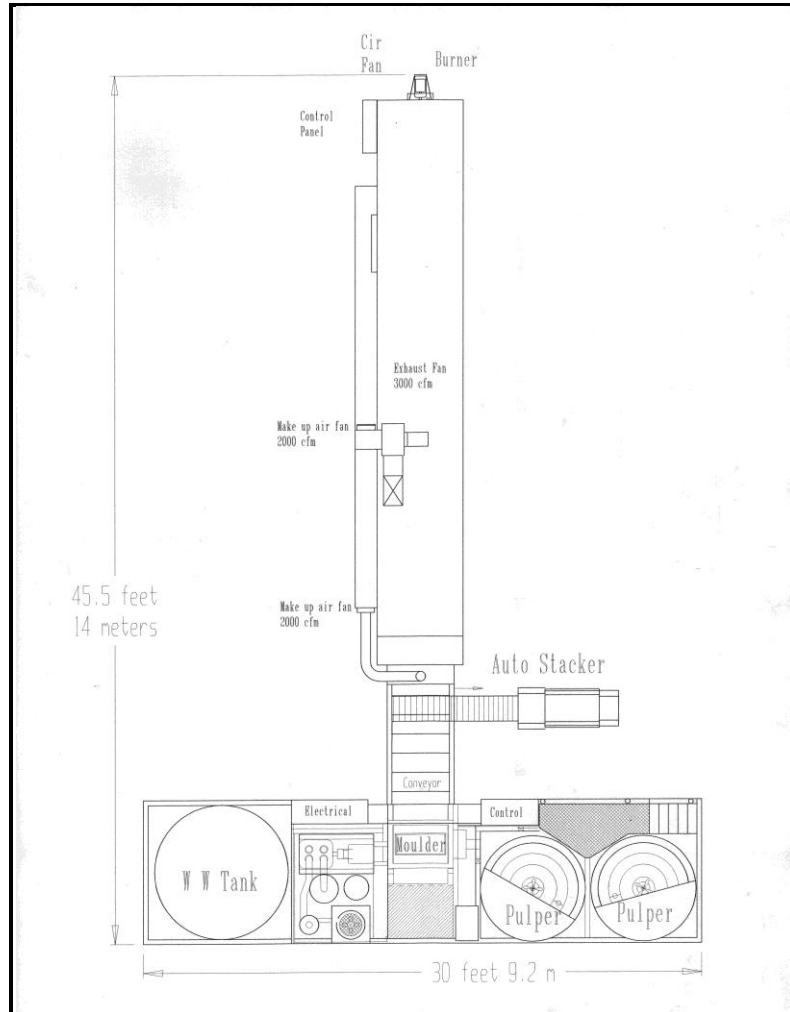 Cir
Fan
Burner
Control
Panel
Exhaust Fan
3000 cfm
Make up air fan
2000 cfm
45.5 feet
14 meters
Make up air fan
2000 cfm
Auto Stacker
Conveyor
Electrical
Control
Moulder
W W Tank
Pulper
Pulper
30 feet 9.2 m